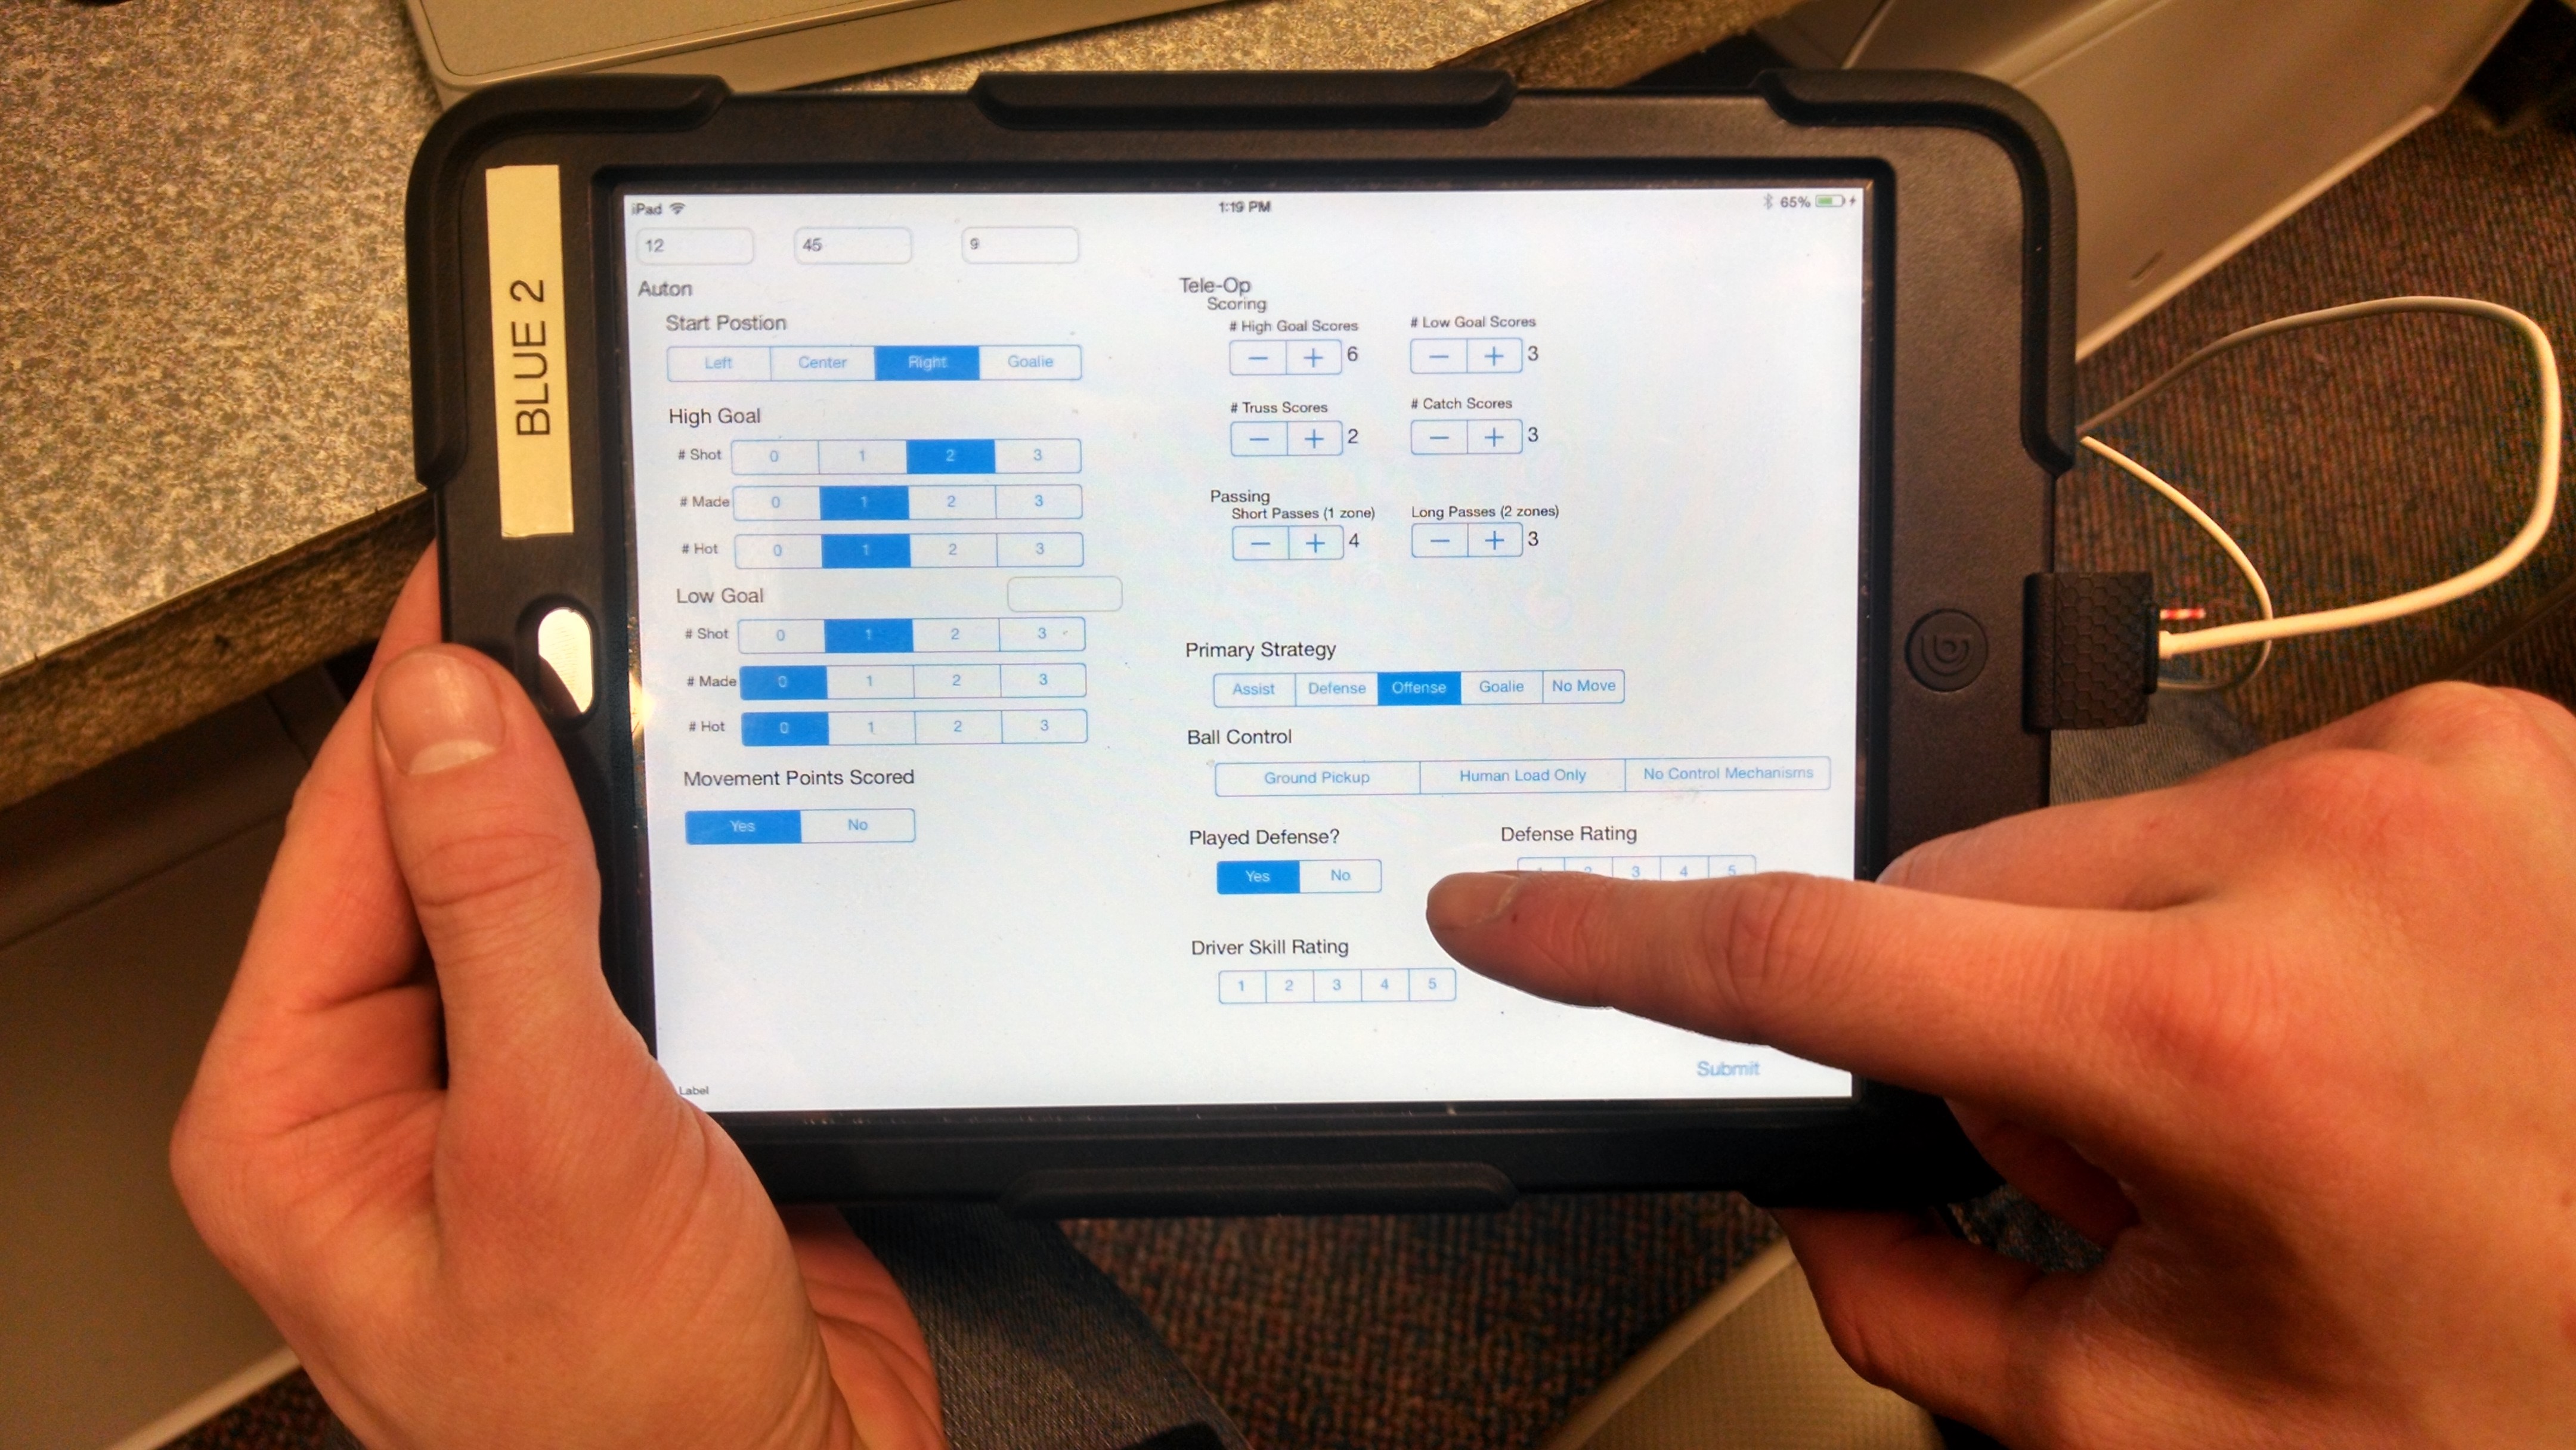 BLUE 2
iPad 1:19 PM 65%
12 45 9
Auton
Start Postion
Left Center Right Goalie
High Goal
# Shot 0 1 2 3
# Made 0 1 2 3
# Hot 0 1 2 3
Low Goal
# Shot 0 1 2 3
# Made 0 1 2 3
# Hot 0 1 2 3
Movement Points Scored
Yes No
Label
Tele-Op
Scoring
# High Goal Scores # Low Goal Scores
− + 6 − + 3
# Truss Scores # Catch Scores
− + 2 − + 3
Passing
Short Passes (1 zone) Long Passes (2 zones)
− + 4 − + 3
Primary Strategy
Assist Defense Offense Goalie No Move
Ball Control
Ground Pickup Human Load Only No Control Mechanisms
Played Defense? Defense Rating
Yes No 1 2 3 4 5
Driver Skill Rating
1 2 3 4 5
Submit